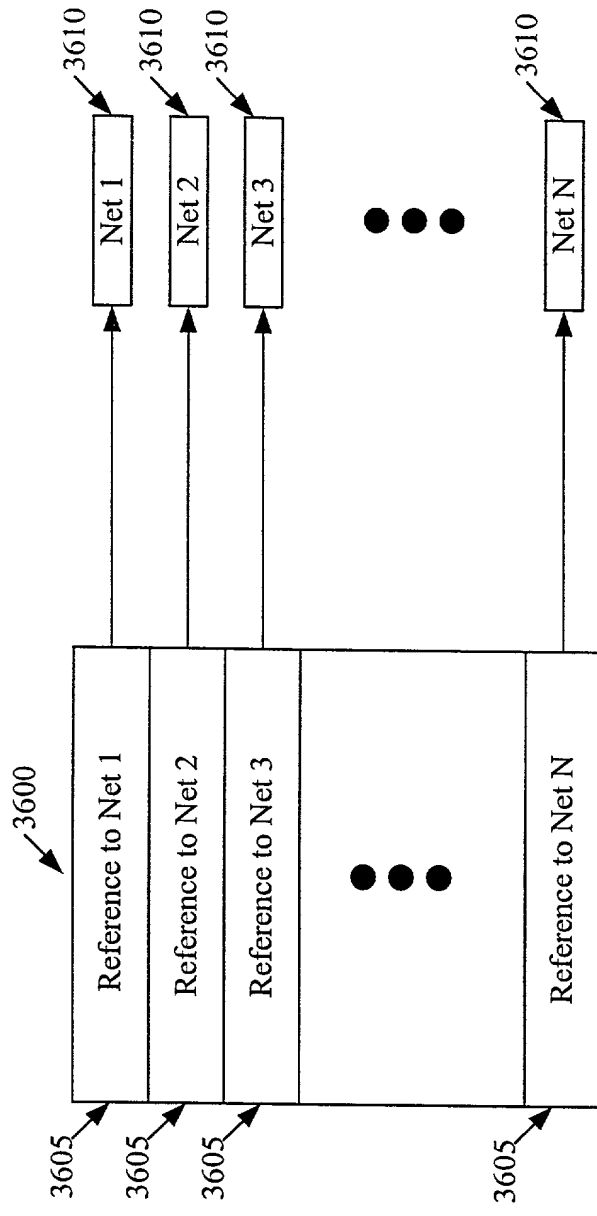 3600
3605
Reference to Net 1
Net 1
3610
3605
Reference to Net 2
Net 2
3610
3605
Reference to Net 3
Net 3
3610
3605
Reference to Net N
Net N
3610